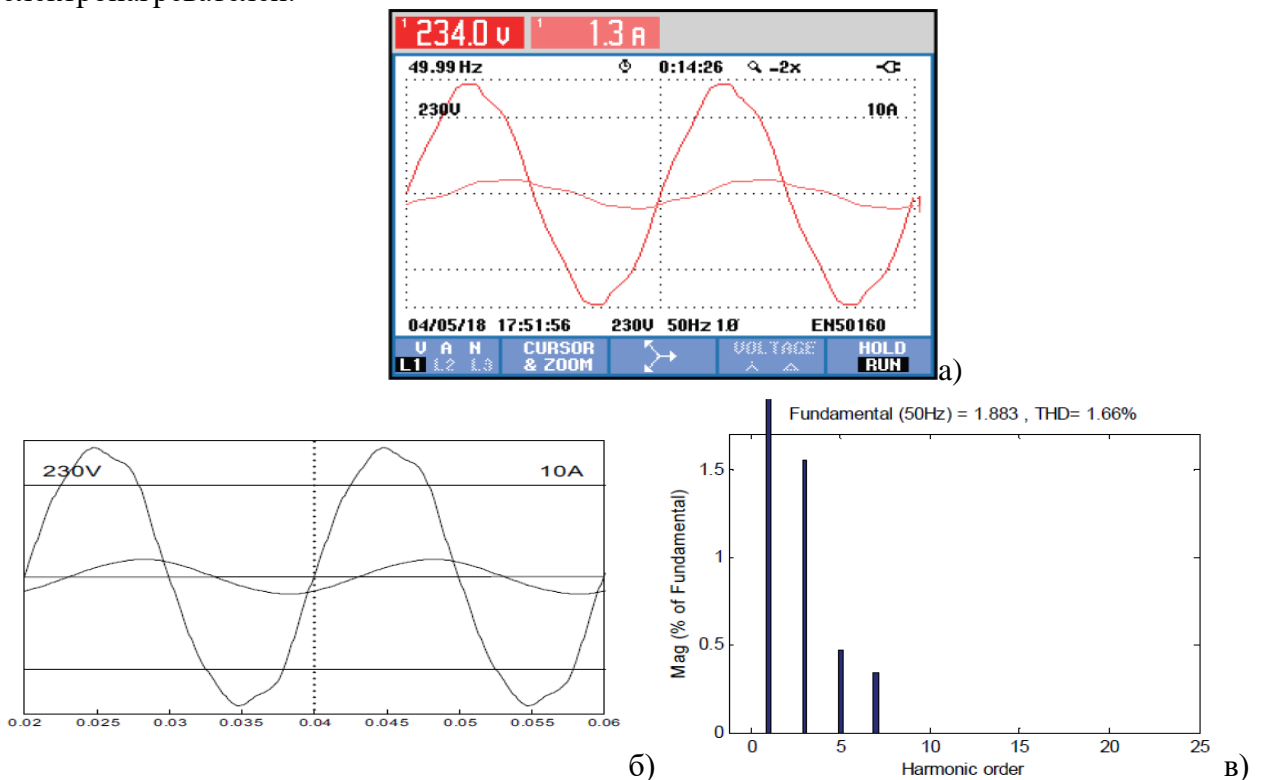 ¹ 234.0 V ¹ 1.3 A
49.99 Hz 0:14:26 −2x
230V 10A
04/05/18 17:51:56 230V 50Hz 1Ø EN50160
V A N CURSOR VOLTAGE HOLD
L1 L2 L3 & ZOOM RUN
1
а)
230V 10A
0.02 0.025 0.03 0.035 0.04 0.045 0.05 0.055 0.06
б)
Fundamental (50Hz) = 1.883 , THD= 1.66%
Mag (% of Fundamental)
1.5
1
0.5
0
0 5 10 15 20 25
Harmonic order
в)